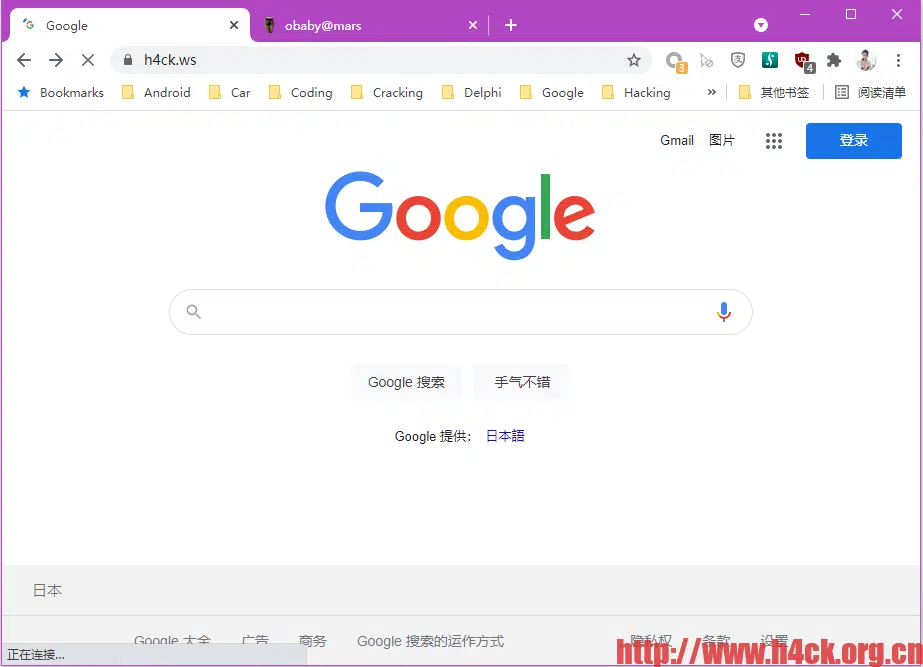 Google obaby@mars
h4ck.ws 3 4
Bookmarks Android Car Coding Cracking Delphi Google Hacking » 其他书签 阅读清单
Gmail 图片 登录
Google
Google 搜索 手气不错
Google 提供： 日本語
日本
Google 大全 广告 商务 Google 搜索的运作方式 隐私权 条款 设置
正在连接...
http://www.h4ck.org.cn